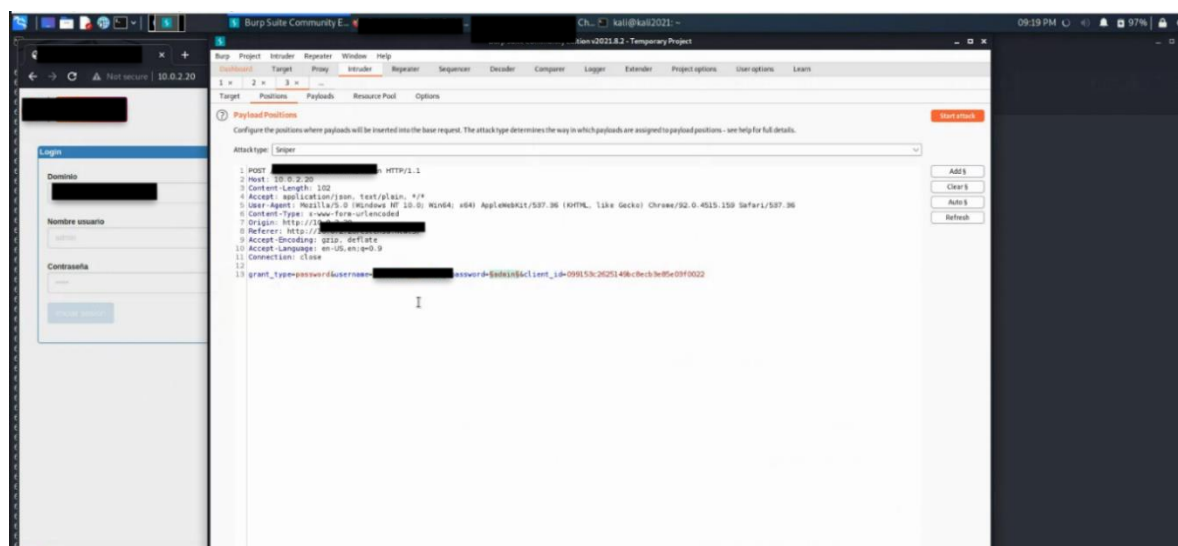 Burp Suite Community E...
Ch...
kali@kali2021: ~
09:19 PM
97%
v2021.8.2 - Temporary Project
Burp Project Intruder Repeater Window Help
Dashboard Target Proxy Intruder Repeater Sequencer Decoder Comparer Logger Extender Project options User options Learn
1 × 2 × 3 × ...
Target Positions Payloads Resource Pool Options
Not secure | 10.0.2.20
Payload Positions
Start attack
Configure the positions where payloads will be inserted into the base request. The attack type determines the way in which payloads are assigned to payload positions - see help for full details.
Attack type: Sniper
Add §
Clear §
Auto §
Refresh
1 POST HTTP/1.1
2 Host: 10.0.2.20
3 Content-Length: 102
4 Accept: application/json, text/plain, */*
5 User-Agent: Mozilla/5.0 (Windows NT 10.0; Win64; x64) AppleWebKit/537.36 (KHTML, like Gecko) Chrome/92.0.4515.159 Safari/537.36
6 Content-Type: x-www-form-urlencoded
7 Origin: http://
8 Referer: http://
9 Accept-Encoding: gzip, deflate
10 Accept-Language: en-US,en;q=0.9
11 Connection: close
12
13 grant_type=password&username= assword=§admin§&client_id=
Login
Dominio
Nombre usuario
admin
Contraseña